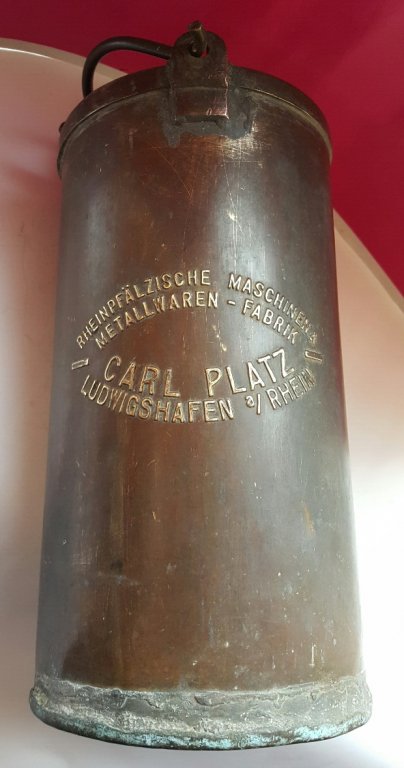 RHEINPFÄLZISCHE MASCHINEN &
METALLWAREN - FABRIK
CARL PLATZ
LUDWIGSHAFEN a/ RHEIN